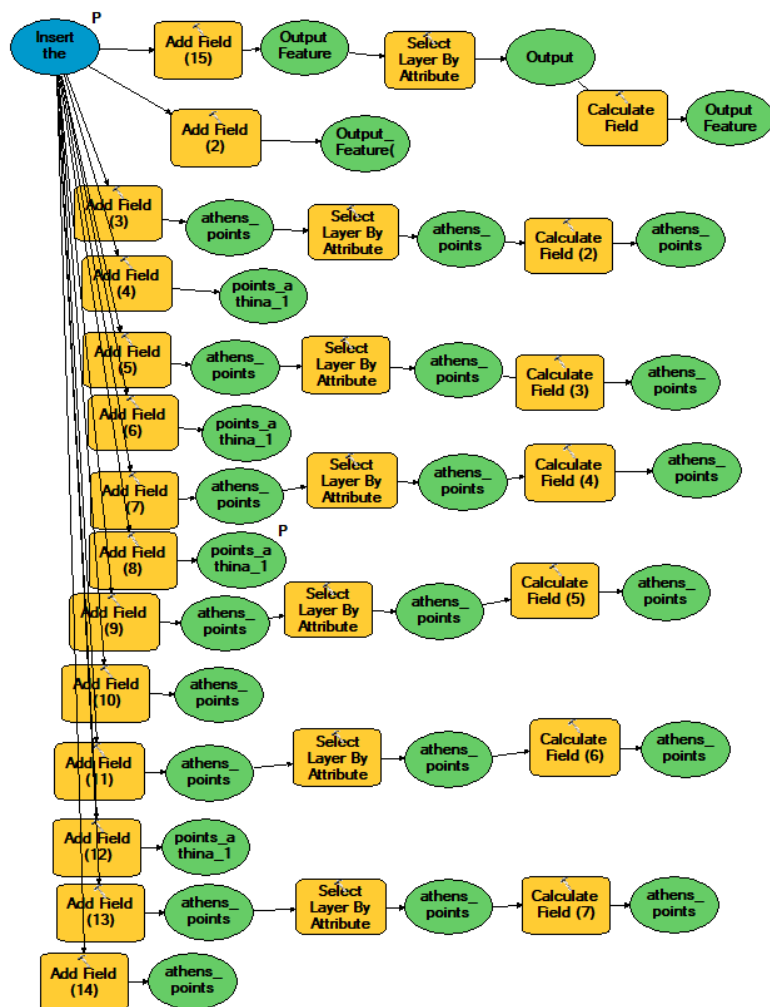 P
Insert
the
Add Field
(15)
Output
Feature
Select
Layer By
Attribute
Output
Calculate
Field
Output
Feature
Add Field
(2)
Output_
Feature(
Add Field
(3)
athens_
points
Select
Layer By
Attribute
athens_
points
Calculate
Field (2)
athens_
points
Add Field
(4)
points_a
thina_1
Add Field
(5)
athens_
points
Select
Layer By
Attribute
athens_
points
Calculate
Field (3)
athens_
points
Add Field
(6)
points_a
thina_1
Add Field
(7)
athens_
points
Select
Layer By
Attribute
athens_
points
Calculate
Field (4)
athens_
points
Add Field
(8)
points_a
thina_1
P
Add Field
(9)
athens_
points
Select
Layer By
Attribute
athens_
points
Calculate
Field (5)
athens_
points
Add Field
(10)
athens_
points
Add Field
(11)
athens_
points
Select
Layer By
Attribute
athens_
points
Calculate
Field (6)
athens_
points
Add Field
(12)
points_a
thina_1
Add Field
(13)
athens_
points
Select
Layer By
Attribute
athens_
points
Calculate
Field (7)
athens_
points
Add Field
(14)
athens_
points